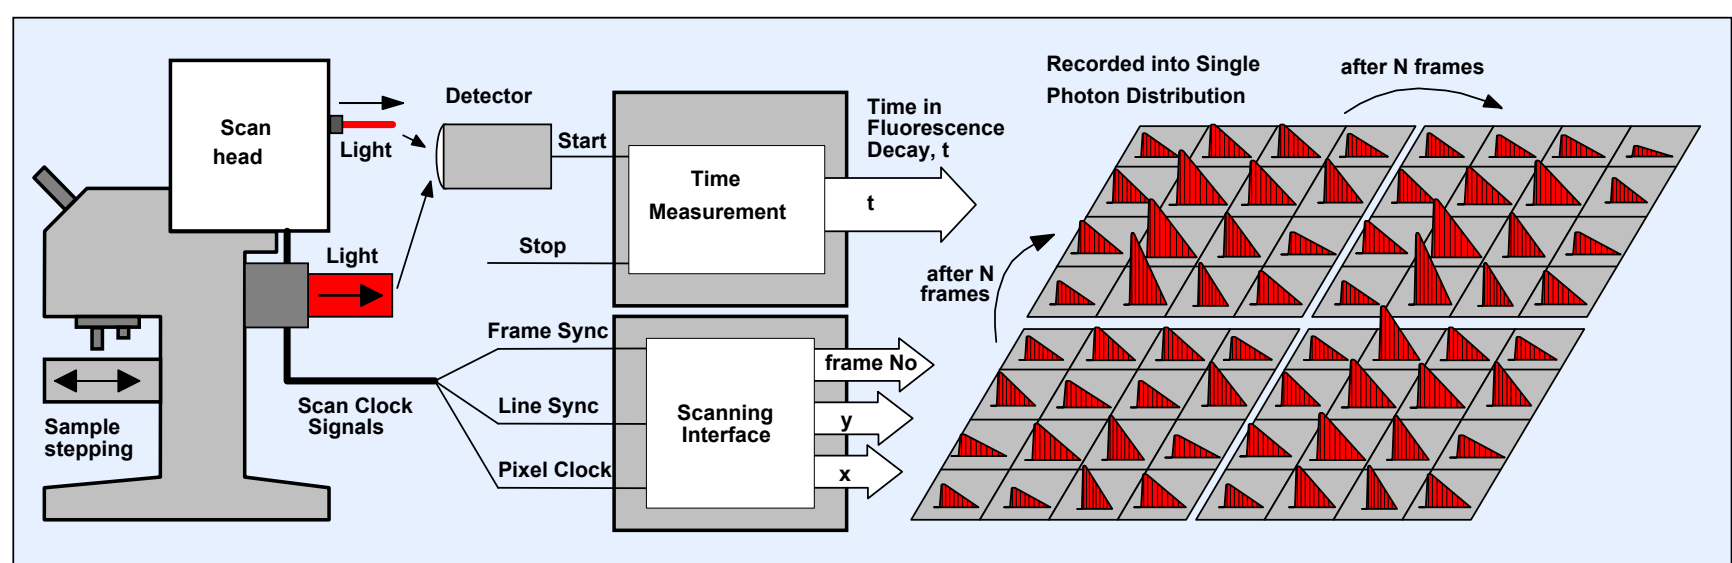 Scan
head
Light
Detector
Start
Time
Measurement
Time in
Fluorescence
Decay, t
t
Recorded into Single
Photon Distribution
after N frames
Stop
Light
after N
frames
Frame Sync
Line Sync
Pixel Clock
Scanning
Interface
frame No
y
x
Scan Clock
Signals
Sample
stepping